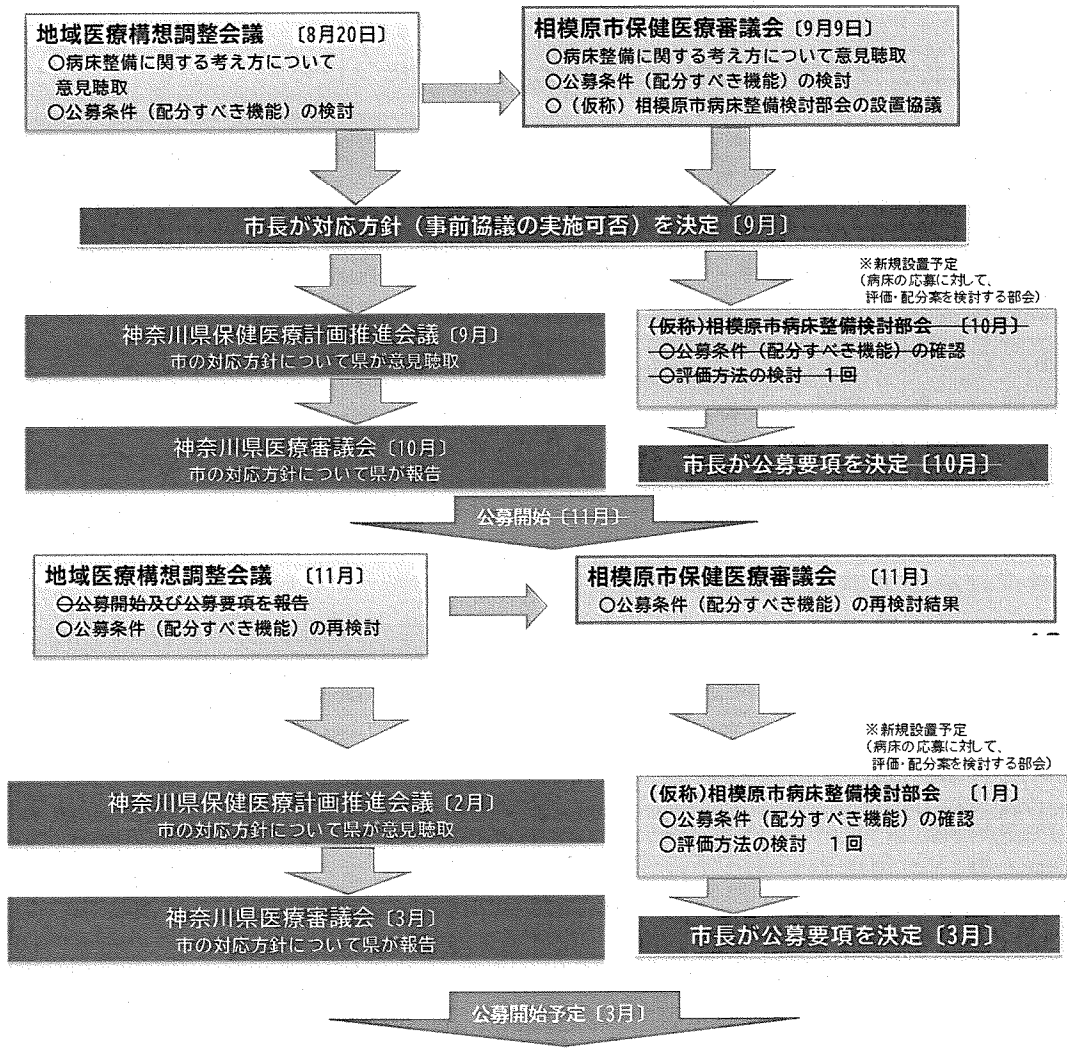 地域医療構想調整会議 〔8月20日〕
○病床整備に関する考え方について
意見聴取
○公募条件（配分すべき機能）の検討
相模原市保健医療審議会〔9月9日〕
○病床整備に関する考え方について意見聴取
○公募条件（配分すべき機能）の検討
○（仮称）相模原市病床整備検討部会の設置協議
市長が対応方針（事前協議の実施可否）を決定〔9月〕
神奈川県保健医療計画推進会議〔9月〕
市の対応方針について県が意見聴取
※新規設置予定
（病床の応募に対して、
評価・配分案を検討する部会）
(仮称)相模原市病床整備検討部会 〔10月〕
○公募条件（配分すべき機能）の確認
○評価方法の検討 1回
神奈川県医療審議会〔10月〕
市の対応方針について県が報告
市長が公募要項を決定〔10月〕
公募開始〔11月〕
地域医療構想調整会議 〔11月〕
○公募開始及び公募要項を報告
○公募条件（配分すべき機能）の再検討
相模原市保健医療審議会 〔11月〕
○公募条件（配分すべき機能）の再検討結果
※新規設置予定
（病床の応募に対して、
評価・配分案を検討する部会）
神奈川県保健医療計画推進会議〔2月〕
市の対応方針について県が意見聴取
(仮称)相模原市病床整備検討部会 〔1月〕
○公募条件（配分すべき機能）の確認
○評価方法の検討 1回
神奈川県医療審議会〔3月〕
市の対応方針について県が報告
市長が公募要項を決定〔3月〕
公募開始予定〔3月〕